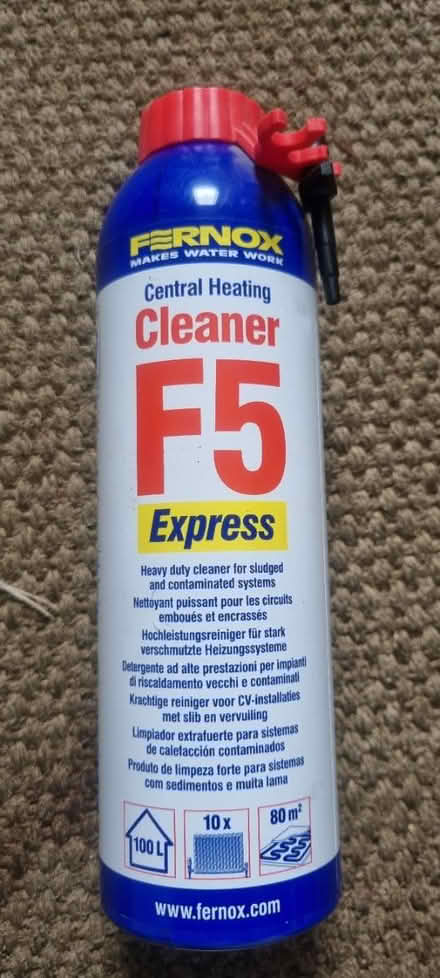 FERNOX
MAKES WATER WORK
Central Heating
Cleaner
F5
Express
Heavy duty cleaner for sludged
and contaminated systems
Nettoyant puissant pour les circuits
emboués et encrassés
Hochleistungsreiniger für stark
verschmutzte Heizungssysteme
Detergente ad alte prestazioni per impianti
di riscaldamento vecchi e contaminati
Krachtige reiniger voor CV-installaties
met slib en vervuiling
Limpiador extrafuerte para sistemas
de calefacción contaminados
Produto de limpeza forte para sistemas
com sedimentos e muita lama
100L
10 x
80 m²
www.fernox.com